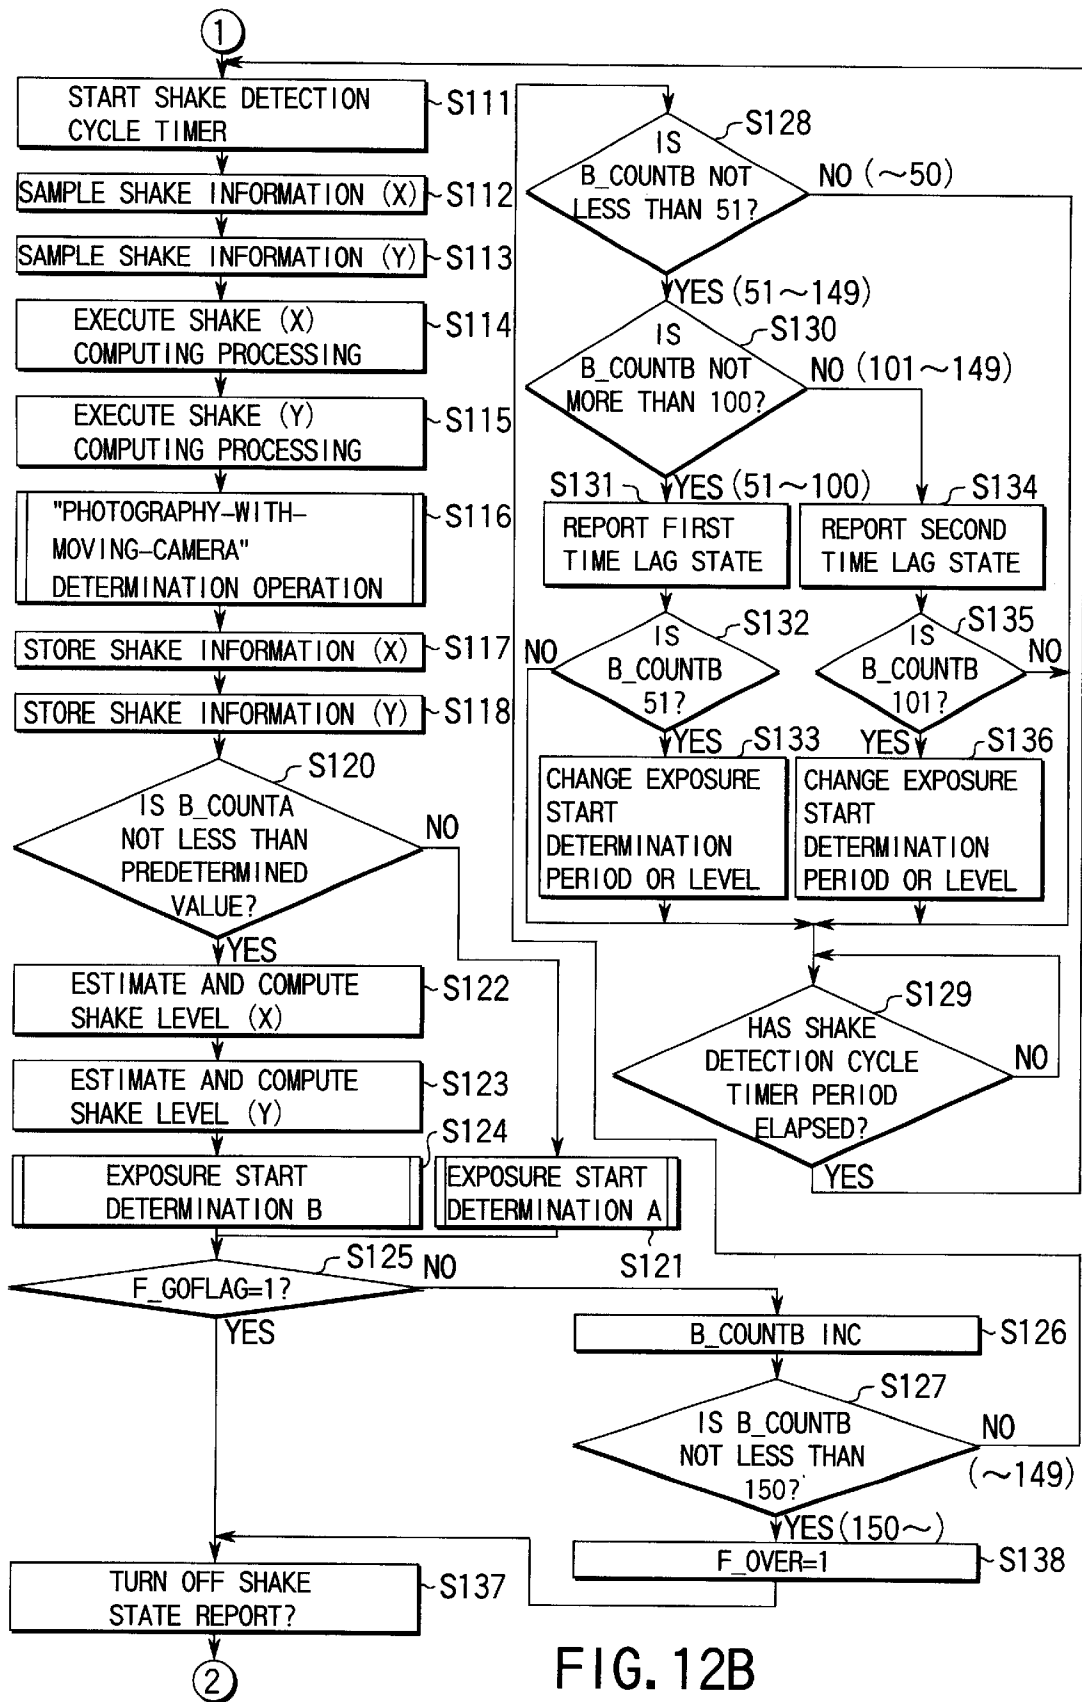 1
START SHAKE DETECTION
CYCLE TIMER
S111
SAMPLE SHAKE INFORMATION (X)
S112
SAMPLE SHAKE INFORMATION (Y)
S113
EXECUTE SHAKE (X)
COMPUTING PROCESSING
S114
EXECUTE SHAKE (Y)
COMPUTING PROCESSING
S115
"PHOTOGRAPHY-WITH-
MOVING-CAMERA"
DETERMINATION OPERATION
S116
STORE SHAKE INFORMATION (X)
S117
STORE SHAKE INFORMATION (Y)
S118
S120
IS B_COUNTA
NOT LESS THAN
PREDETERMINED
VALUE?
NO
YES
ESTIMATE AND COMPUTE
SHAKE LEVEL (X)
S122
ESTIMATE AND COMPUTE
SHAKE LEVEL (Y)
S123
S124
EXPOSURE START
DETERMINATION B
EXPOSURE START
DETERMINATION A
S121
S125
F_GOFLAG=1?
NO
YES
S128
IS
B_COUNTB NOT
LESS THAN 51?
NO (~50)
YES (51~149)
S130
IS
B_COUNTB NOT
MORE THAN 100?
NO (101~149)
YES (51~100)
S131
REPORT FIRST
TIME LAG STATE
S134
REPORT SECOND
TIME LAG STATE
S132
IS
B_COUNTB
51?
NO
YES
S135
IS
B_COUNTB
101?
NO
YES
S133
CHANGE EXPOSURE
START
DETERMINATION
PERIOD OR LEVEL
S136
CHANGE EXPOSURE
START
DETERMINATION
PERIOD OR LEVEL
S129
HAS SHAKE
DETECTION CYCLE
TIMER PERIOD
ELAPSED?
NO
YES
B_COUNTB INC
S126
S127
IS B_COUNTB
NOT LESS THAN
150?
NO
(~149)
YES (150~)
F_OVER=1
S138
TURN OFF SHAKE
STATE REPORT?
S137
2
FIG. 12B